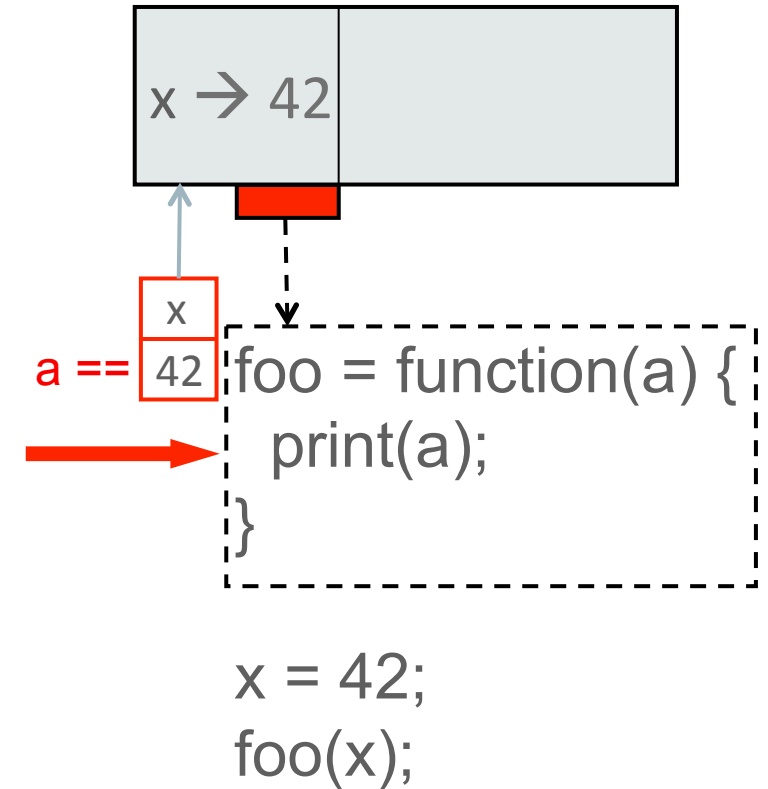 x → 42
x
a == 42
foo = function(a) {
print(a);
}
x = 42;
foo(x);